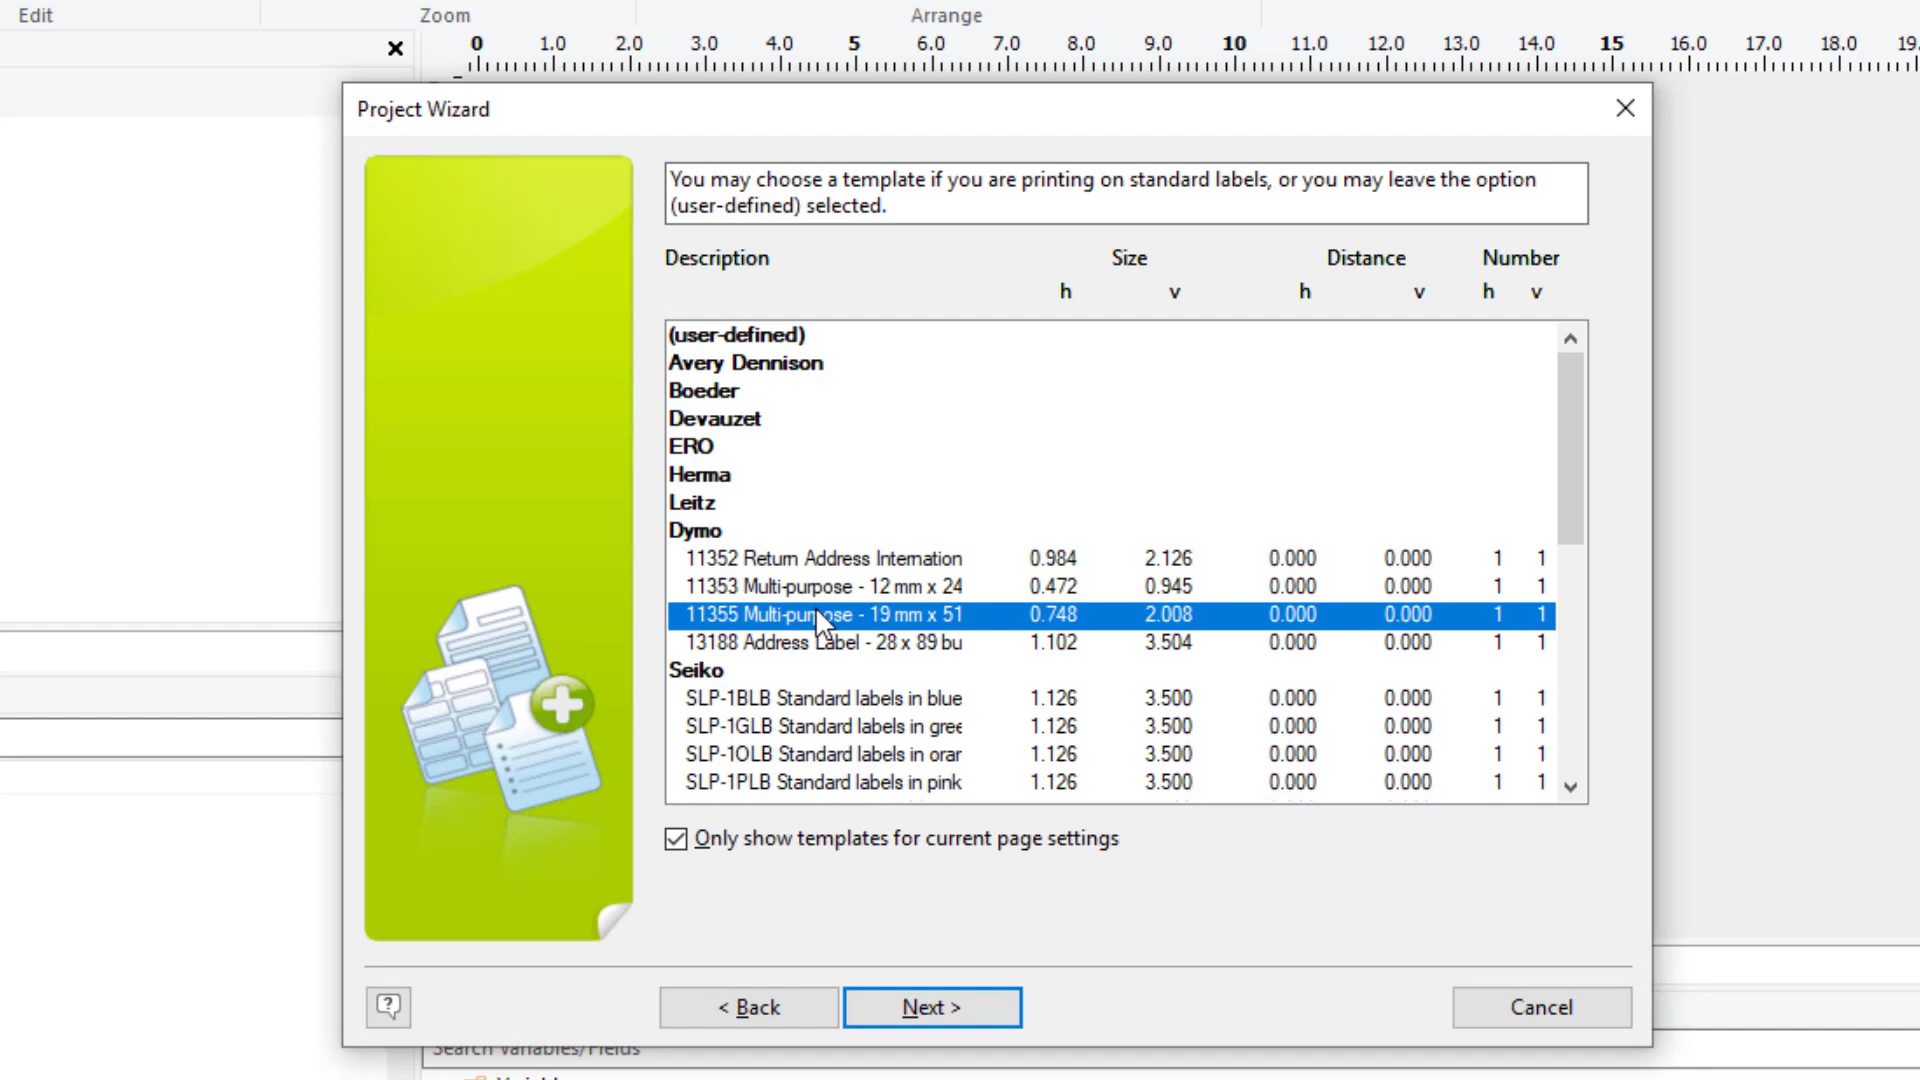 Edit Zoom Arrange
0 1.0 2.0 3.0 4.0 5 6.0 7.0 8.0 9.0 10 11.0 12.0 13.0 14.0 15 16.0 17.0 18.0 19.
Project Wizard
You may choose a template if you are printing on standard labels, or you may leave the option
(user-defined) selected.
Description Size Distance Number
h v h v h v
(user-defined)
Avery Dennison
Boeder
Devauzet
ERO
Herma
Leitz
Dymo
11352 Return Address Internation 0.984 2.126 0.000 0.000 1 1
11353 Multi-purpose - 12 mm x 24 0.472 0.945 0.000 0.000 1 1
11355 Multi-purpose - 19 mm x 51 0.748 2.008 0.000 0.000 1 1
13188 Address Label - 28 x 89 bu 1.102 3.504 0.000 0.000 1 1
Seiko
SLP-1BLB Standard labels in blue 1.126 3.500 0.000 0.000 1 1
SLP-1GLB Standard labels in gree 1.126 3.500 0.000 0.000 1 1
SLP-1OLB Standard labels in orar 1.126 3.500 0.000 0.000 1 1
SLP-1PLB Standard labels in pink 1.126 3.500 0.000 0.000 1 1
Only show templates for current page settings
? < Back Next > Cancel
Search Variables/Fields